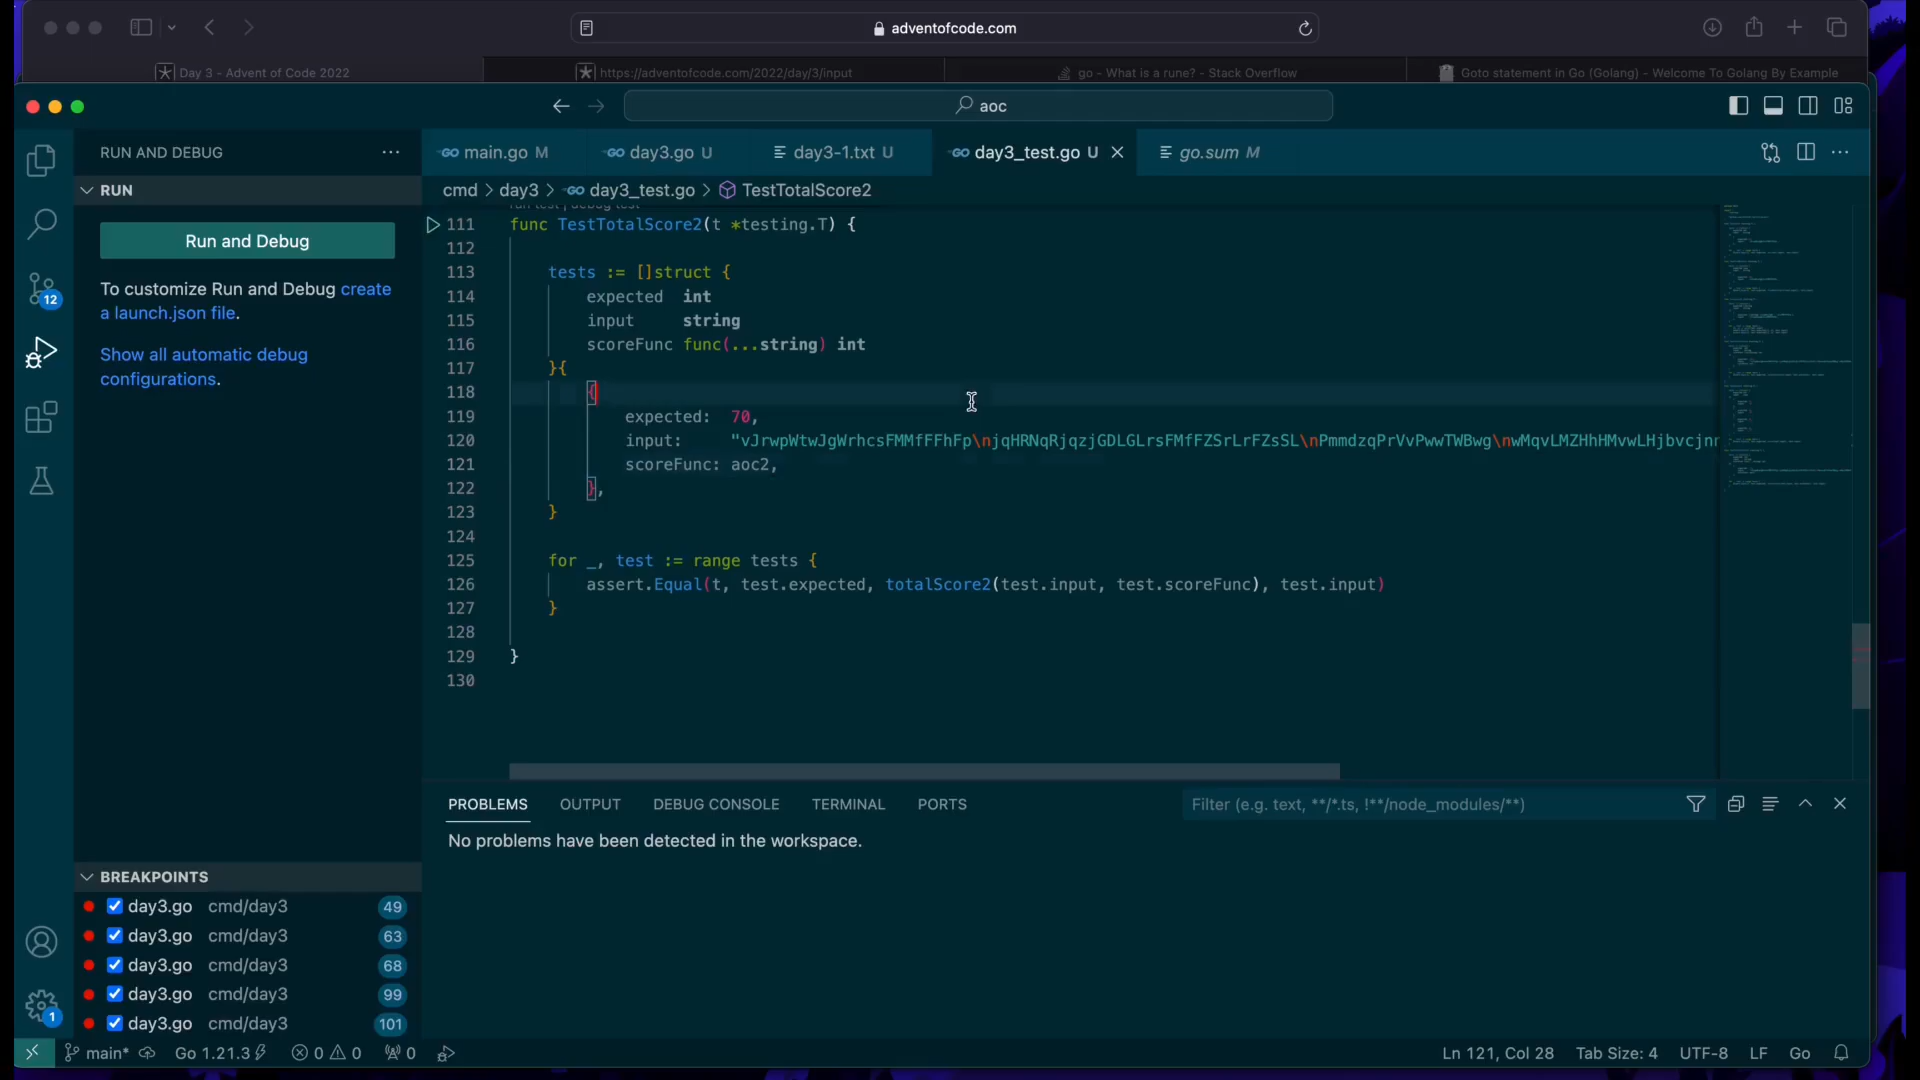 adventofcode.com
Day 3 - Advent of Code 2022
https://adventofcode.com/2022/day/3/input
go - What is a rune? - Stack Overflow
Goto statement in Go (Golang) - Welcome To Golang By Example
aoc
RUN AND DEBUG
main.go M
day3.go U
day3-1.txt U
day3_test.go U
go.sum M
RUN
cmd > day3 > day3_test.go > TestTotalScore2
Run and Debug
To customize Run and Debug create
a launch.json file.
Show all automatic debug
configurations.
12
111 func TestTotalScore2(t *testing.T) {
112
113 tests := []struct {
114 expected int
115 input string
116 scoreFunc func(...string) int
117 }{
118 {
119 expected: 70,
120 input: "vJrwpWtwJgWrhcsFMMfFFhFp\njqHRNqRjqzjGDLGLrsFMfFZSrLrFZsSL\nPmmdzqPrVvPwwTWBwg\nwMqvLMZHhHMvwLHjbvcjnr
121 scoreFunc: aoc2,
122 },
123 }
124
125 for _, test := range tests {
126 assert.Equal(t, test.expected, totalScore2(test.input, test.scoreFunc), test.input)
127 }
128
129 }
130
PROBLEMS
OUTPUT
DEBUG CONSOLE
TERMINAL
PORTS
Filter (e.g. text, **/*.ts, !**/node_modules/**)
No problems have been detected in the workspace.
BREAKPOINTS
day3.go cmd/day3 49
day3.go cmd/day3 63
day3.go cmd/day3 68
day3.go cmd/day3 99
day3.go cmd/day3 101
1
main* Go 1.21.3 0 0 0
Ln 121, Col 28 Tab Size: 4 UTF-8 LF Go